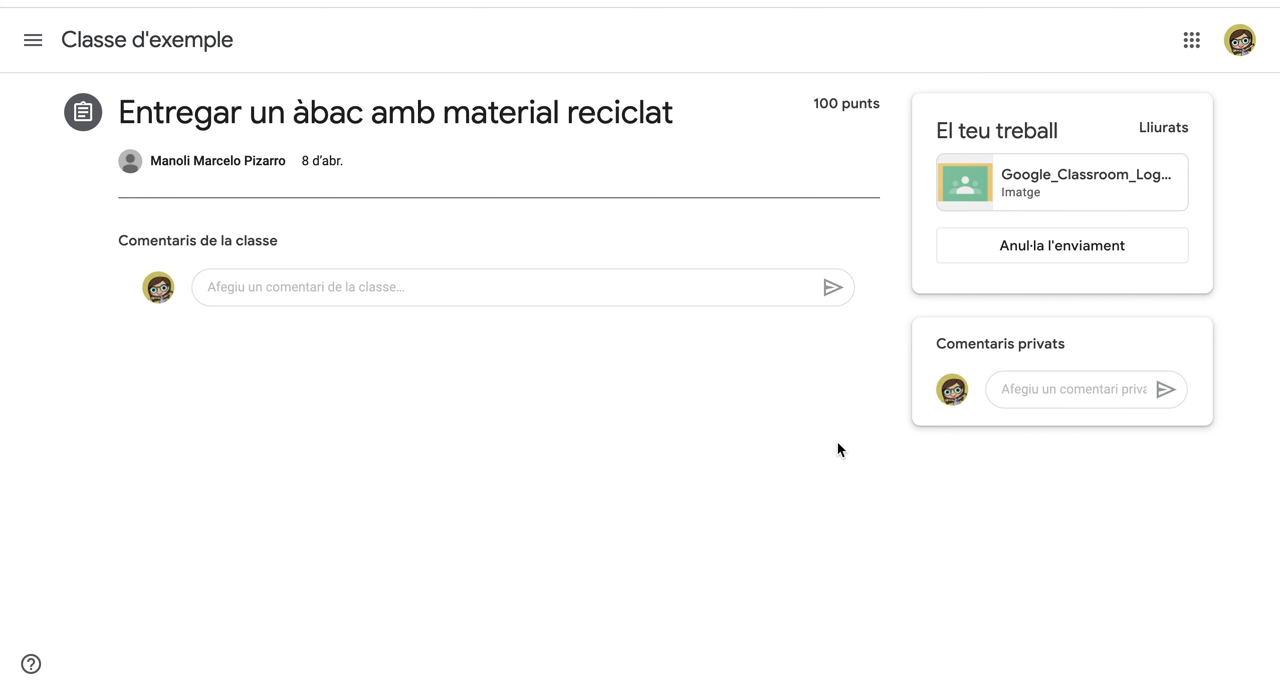 Classe d'exemple
Entregar un àbac amb material reciclat
100 punts
Manoli Marcelo Pizarro 8 d’abr.
Comentaris de la classe
Afegiu un comentari de la classe...
El teu treball
Lliurats
Google_Classroom_Log...
Imatge
Anul·la l'enviament
Comentaris privats
Afegiu un comentari priva